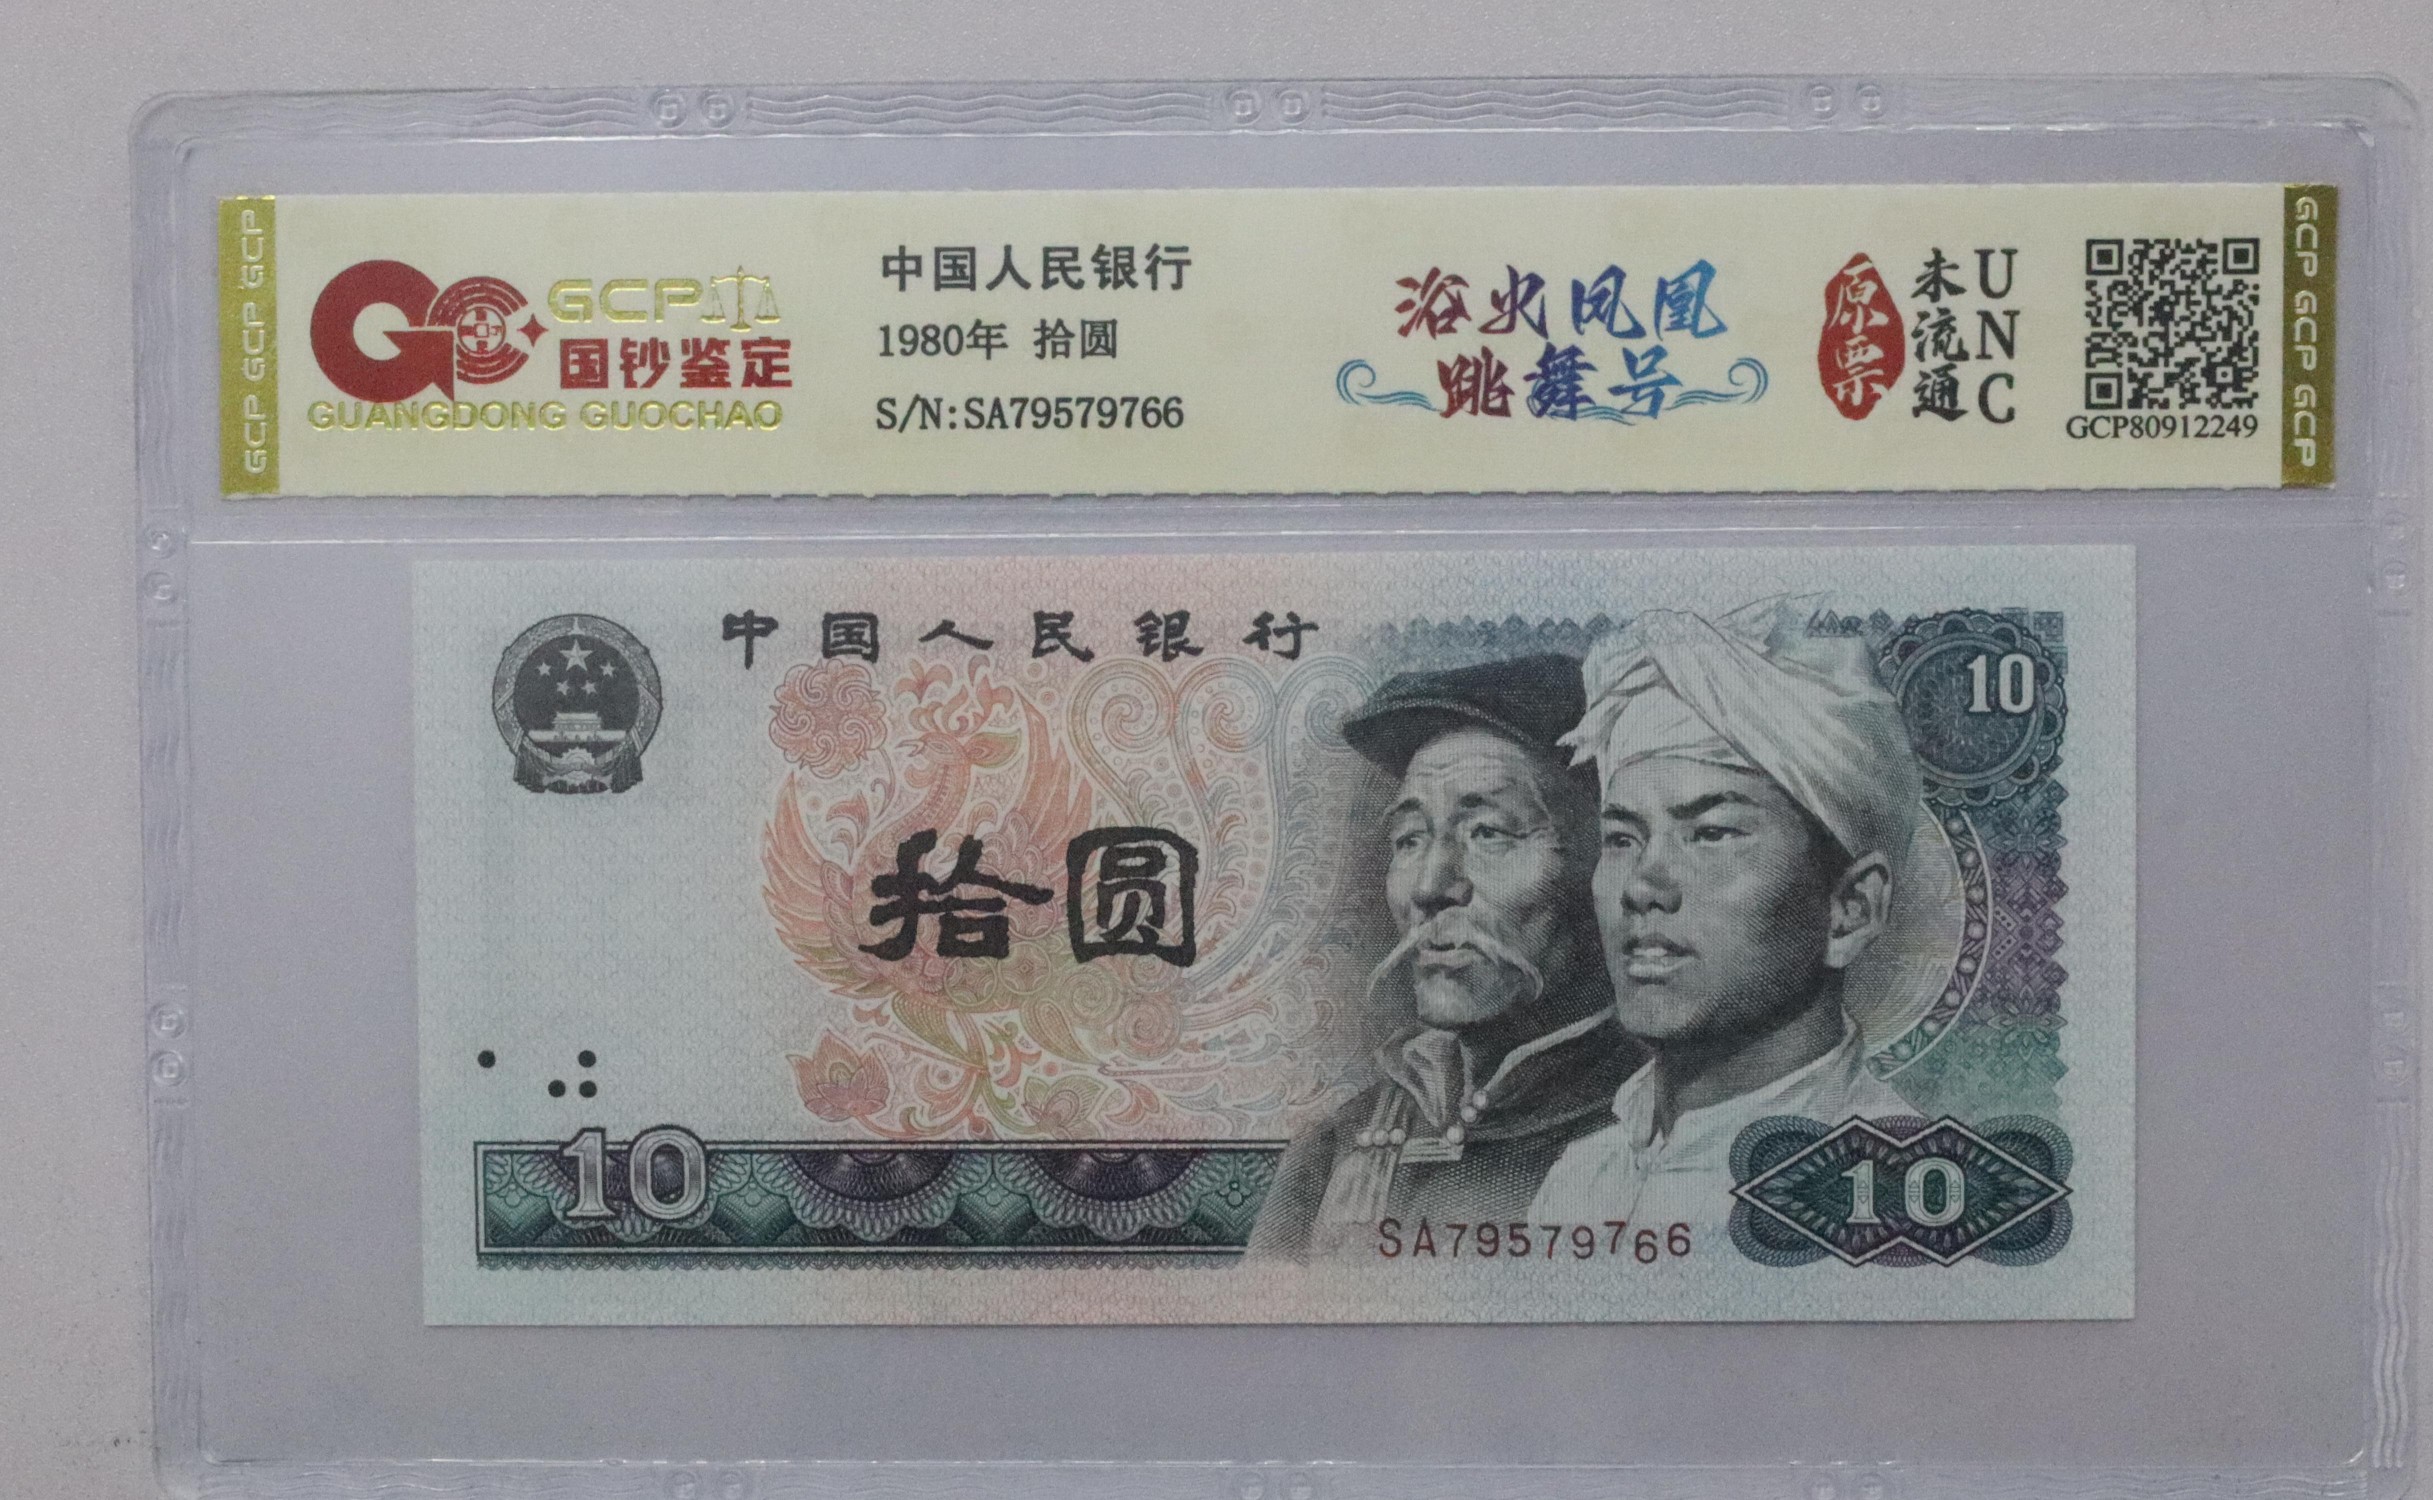 GCP GCP GCP
GCP
国钞鉴定
GUANGDONG GUOCHAO
中国人民银行
1980年 拾圆
S/N:SA79579766
浴火凤凰
跳舞号
原票
未流通
UNC
GCP80912249
GCP GCP GCP
中国人民银行
10
拾圆
10
10
SA79579766